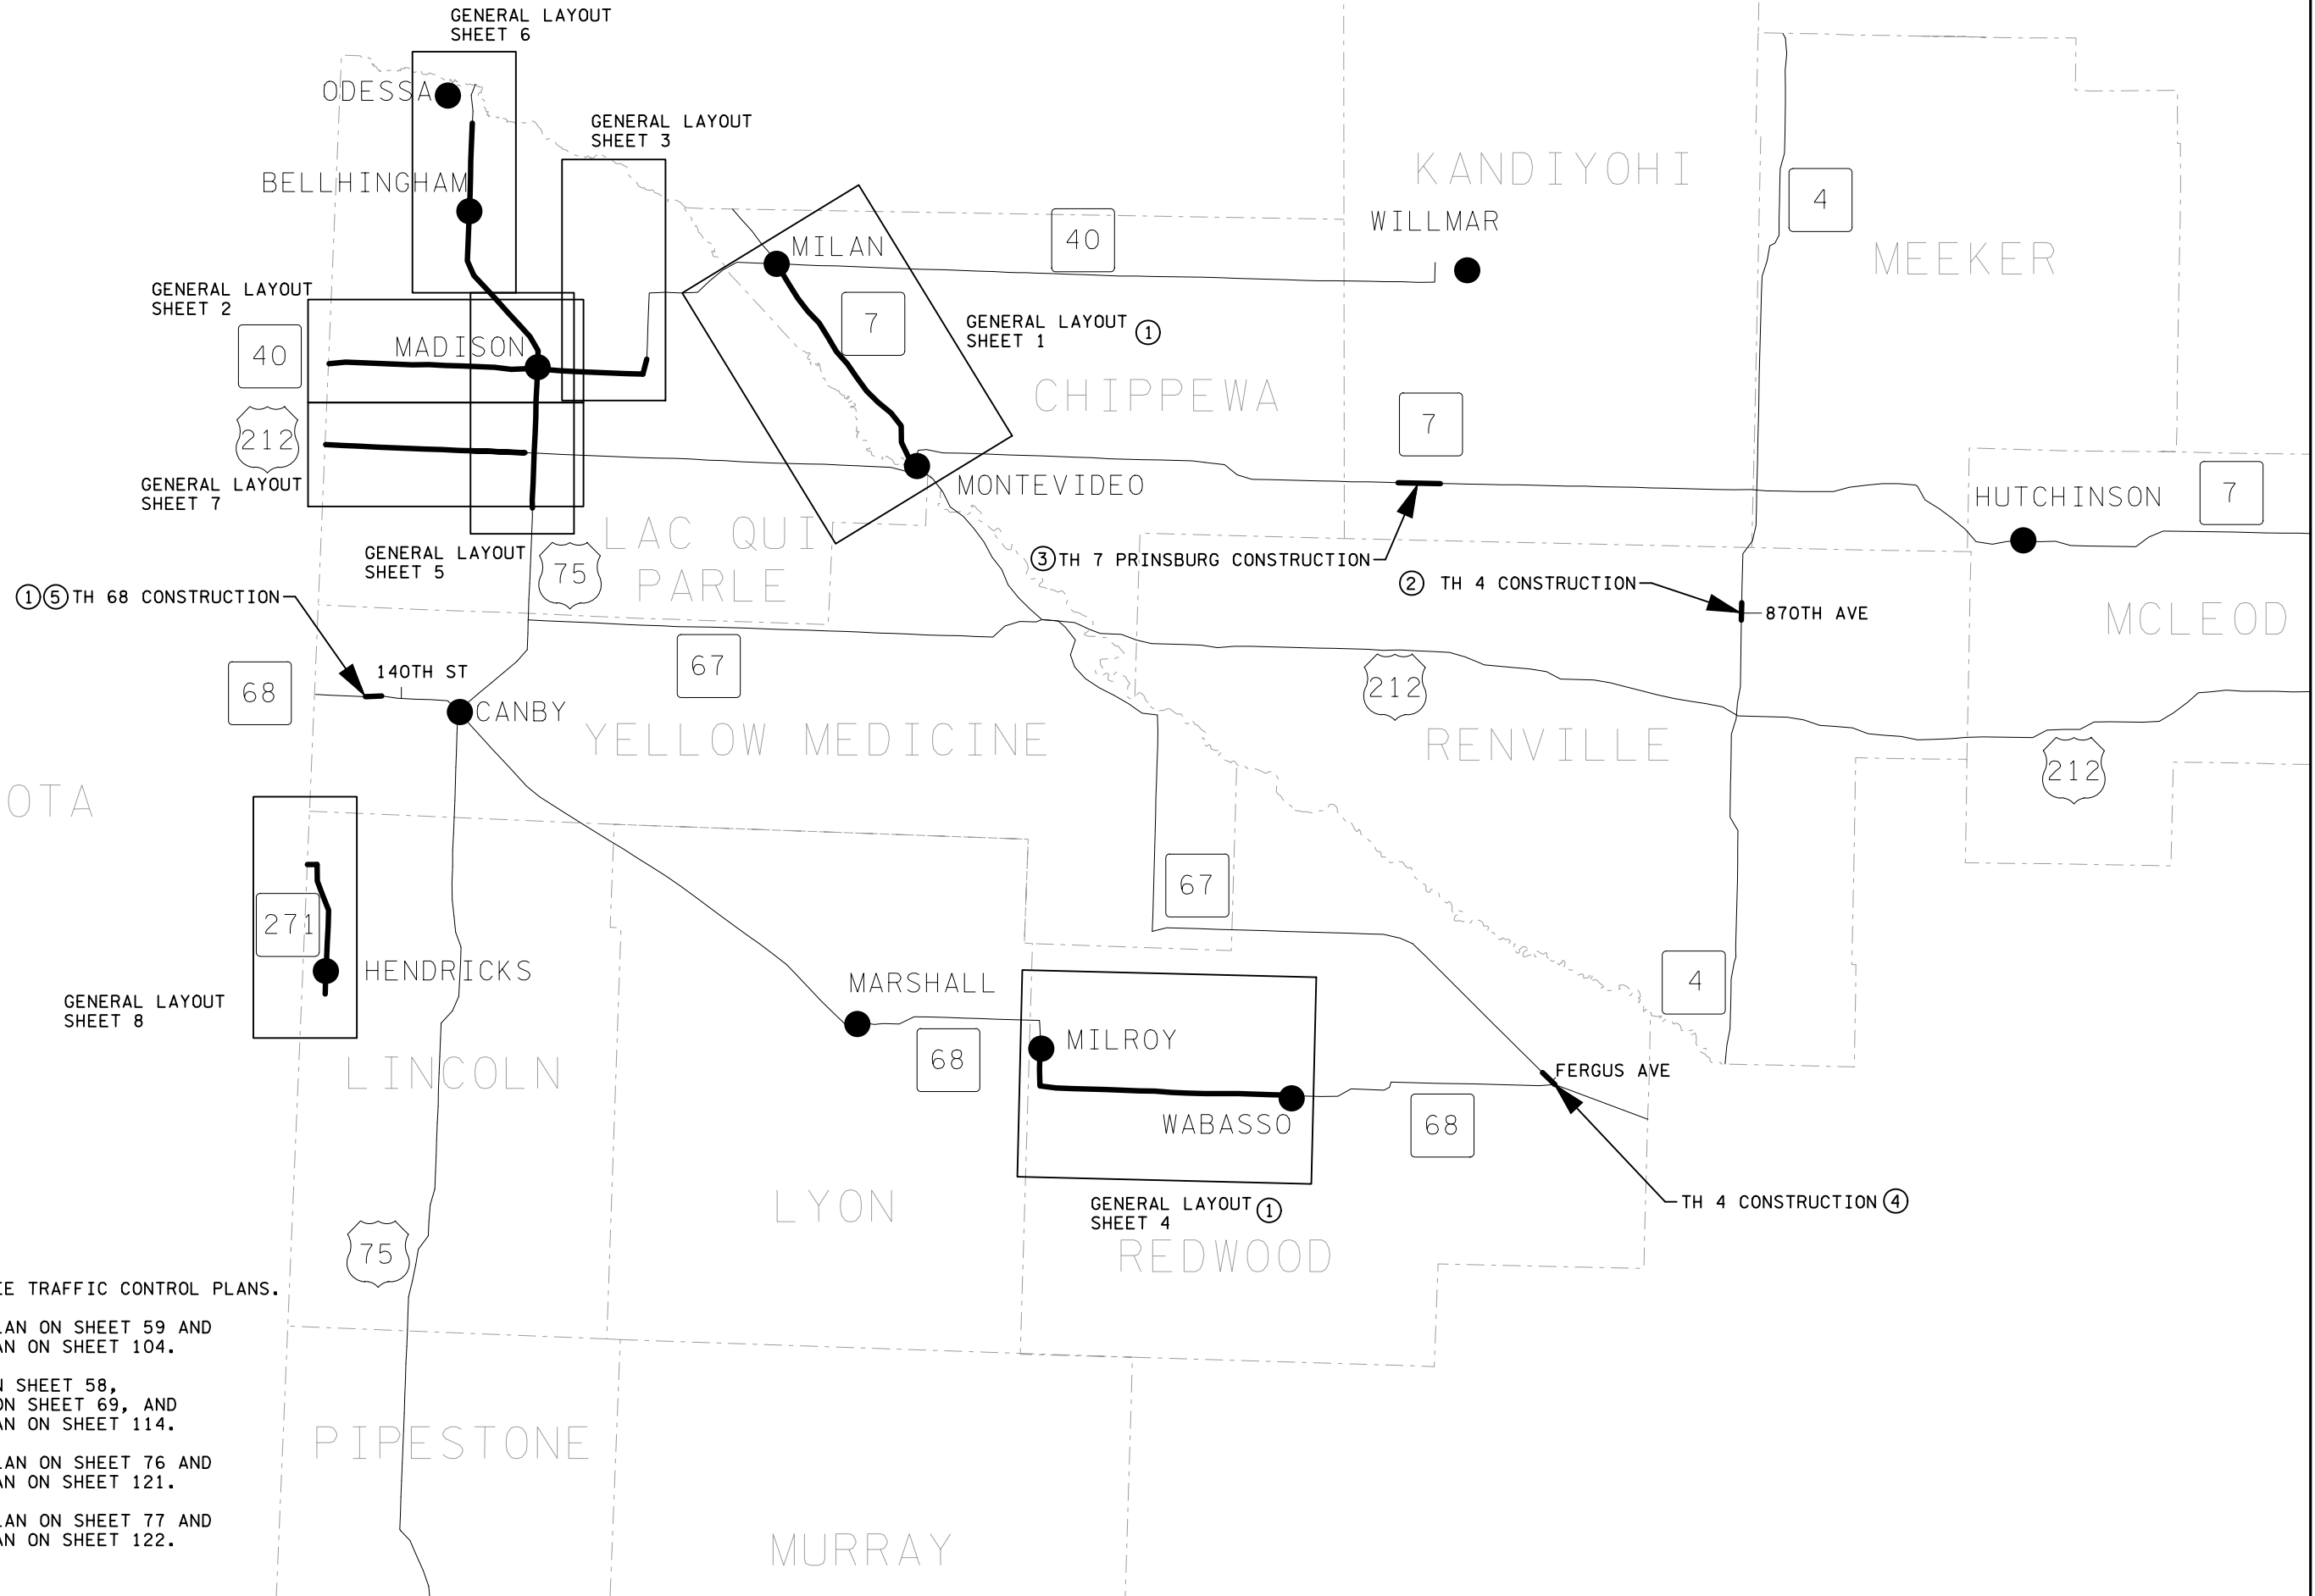 GENERAL LAYOUT
SHEET 6
ODESSA
GENERAL LAYOUT
SHEET 3
BELLHINGHAM
KANDIYOHI
4
WILLMAR
40
MILAN
MEEKER
GENERAL LAYOUT
SHEET 2
7
GENERAL LAYOUT ①
SHEET 1
40
MADISON
CHIPPEWA
7
212
GENERAL LAYOUT
SHEET 7
MONTEVIDEO
HUTCHINSON
7
LAC QUI
PARLE
GENERAL LAYOUT
SHEET 5
75
③ TH 7 PRINSBURG CONSTRUCTION
② TH 4 CONSTRUCTION
870TH AVE
MCLEOD
①⑤ TH 68 CONSTRUCTION
140TH ST
67
68
212
CANBY
YELLOW MEDICINE
RENVILLE
212
OTA
67
271
HENDRICKS
MARSHALL
4
GENERAL LAYOUT
SHEET 8
MILROY
68
LINCOLN
FERGUS AVE
WABASSO
68
GENERAL LAYOUT ①
SHEET 4
TH 4 CONSTRUCTION ④
LYON
75
REDWOOD
EE TRAFFIC CONTROL PLANS.
LAN ON SHEET 59 AND
AN ON SHEET 104.
N SHEET 58,
ON SHEET 69, AND
AN ON SHEET 114.
PIPESTONE
LAN ON SHEET 76 AND
AN ON SHEET 121.
LAN ON SHEET 77 AND
AN ON SHEET 122.
MURRAY